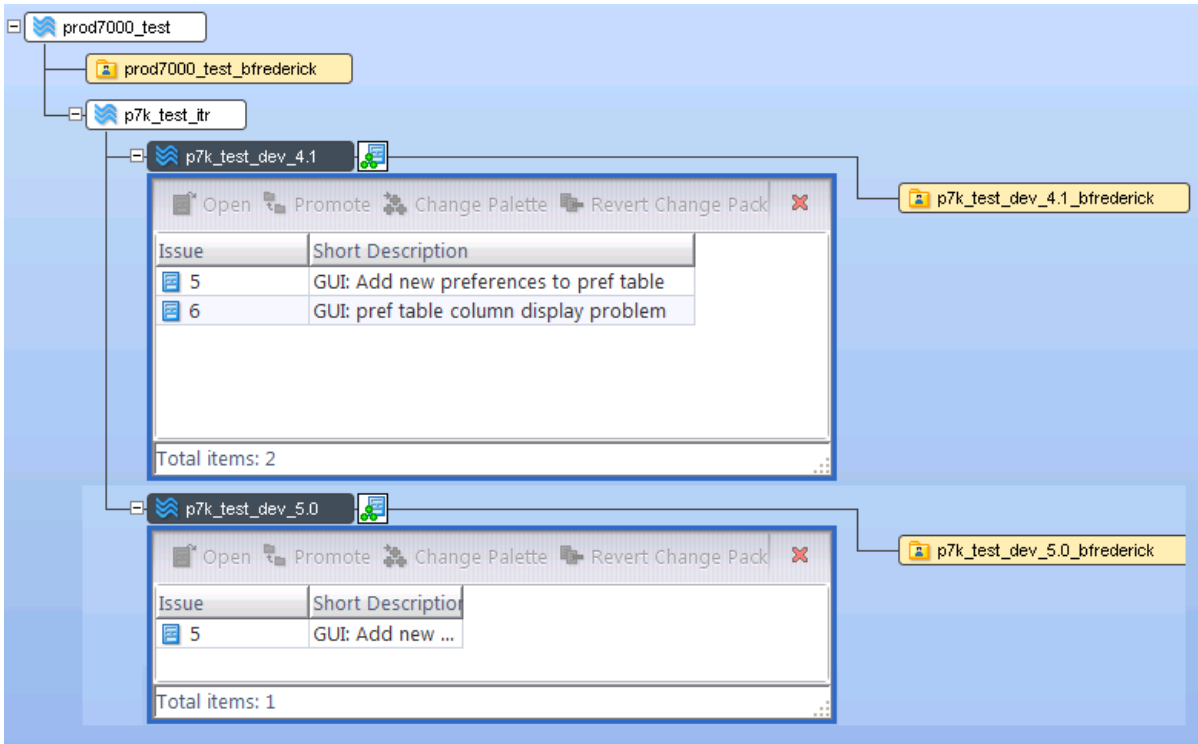 prod7000_test
prod7000_test_bfrederick
p7k_test_itr
p7k_test_dev_4.1
p7k_test_dev_4.1_bfrederick
Open Promote Change Palette Revert Change Pack
Issue Short Description
5 GUI: Add new preferences to pref table
6 GUI: pref table column display problem
Total items: 2
p7k_test_dev_5.0
p7k_test_dev_5.0_bfrederick
Open Promote Change Palette Revert Change Pack
Issue Short Description
5 GUI: Add new ...
Total items: 1